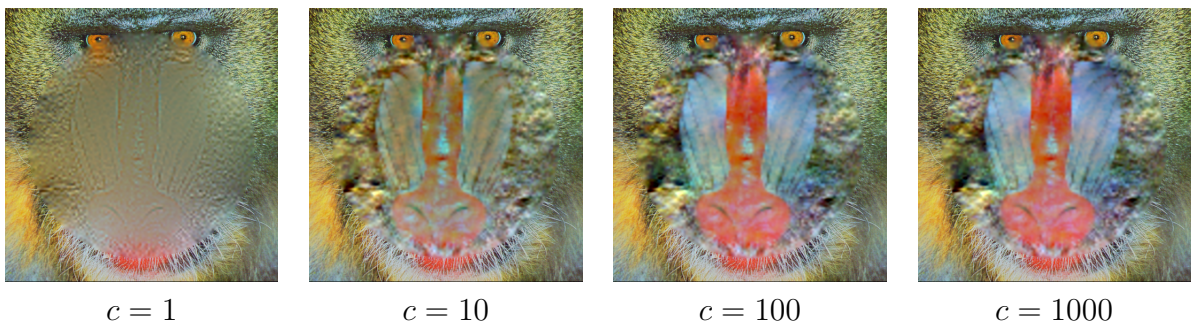 c = 1 c = 10 c = 100 c = 1000